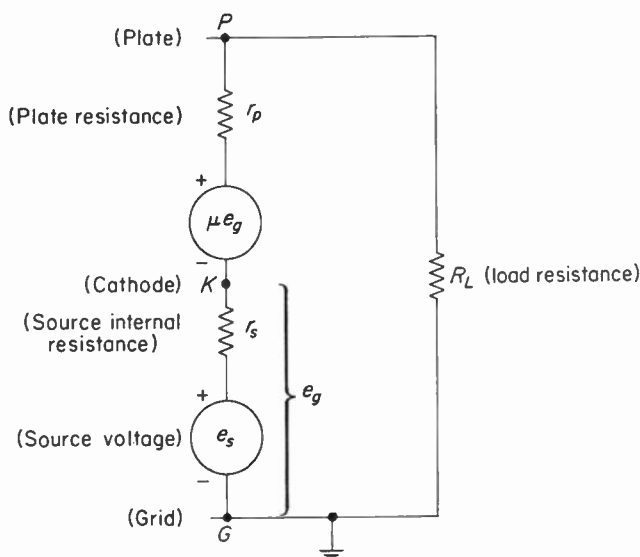 P
(Plate)
(Plate resistance) r_p
+
μe_g
−
(Cathode) K
R_L (load resistance)
(Source internal
resistance) r_s
e_g
+
(Source voltage) e_s
−
(Grid)
G